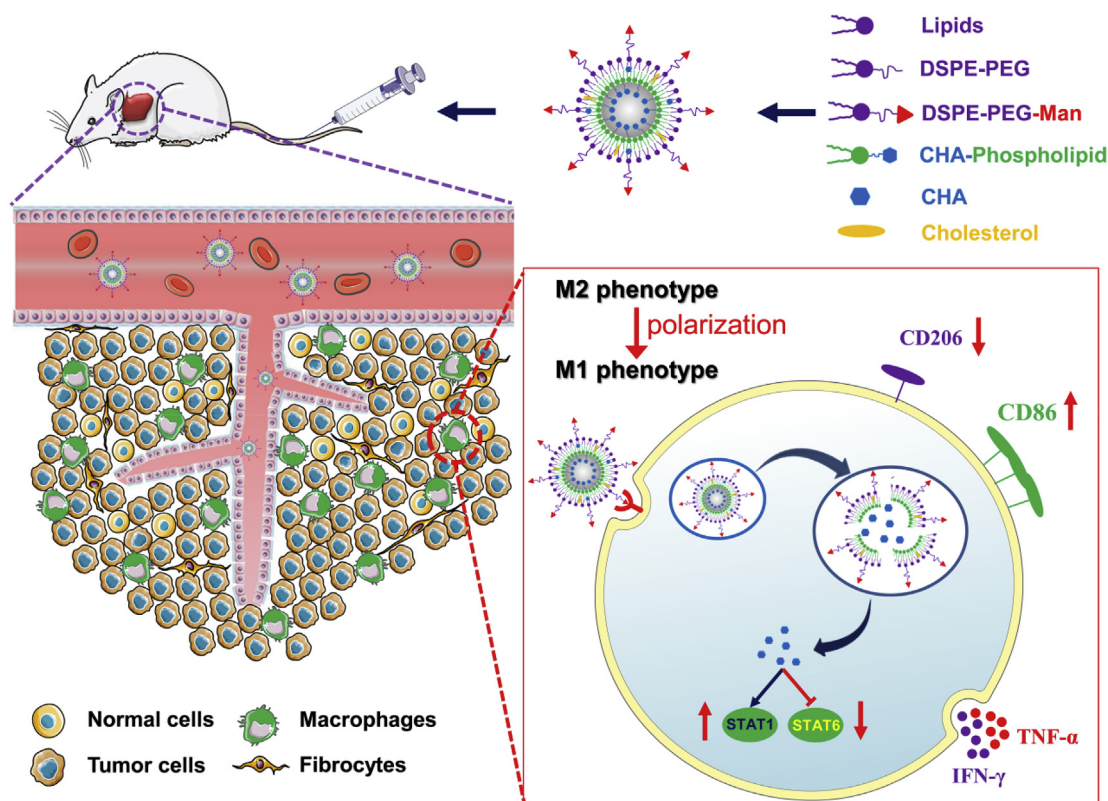 Lipids
DSPE-PEG
DSPE-PEG-Man
CHA-Phospholipid
CHA
Cholesterol
M2 phenotype
polarization
M1 phenotype
CD206
CD86
STAT1
STAT6
TNF-α
IFN-γ
Normal cells
Macrophages
Tumor cells
Fibrocytes